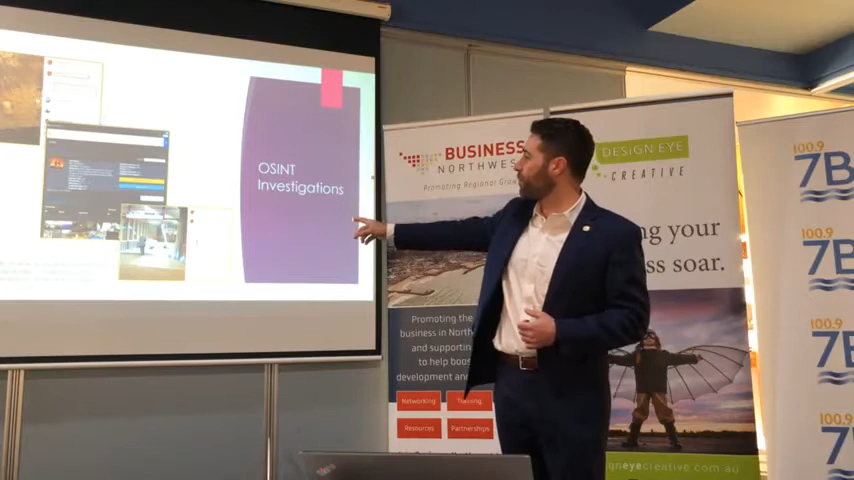 OSINT
Investigations
BUSINESS
NORTHWES
Promoting Regional Grow
Promoting the
business in North
and supporting
to help boos
development a
Networking
Training
Resources
Partnerships
DESIGN EYE
CREATIVE
ng your
ss soar.
gneyecreative.com.au
100.9
7B
100.9
7B
100.9
7B
100.9
7B